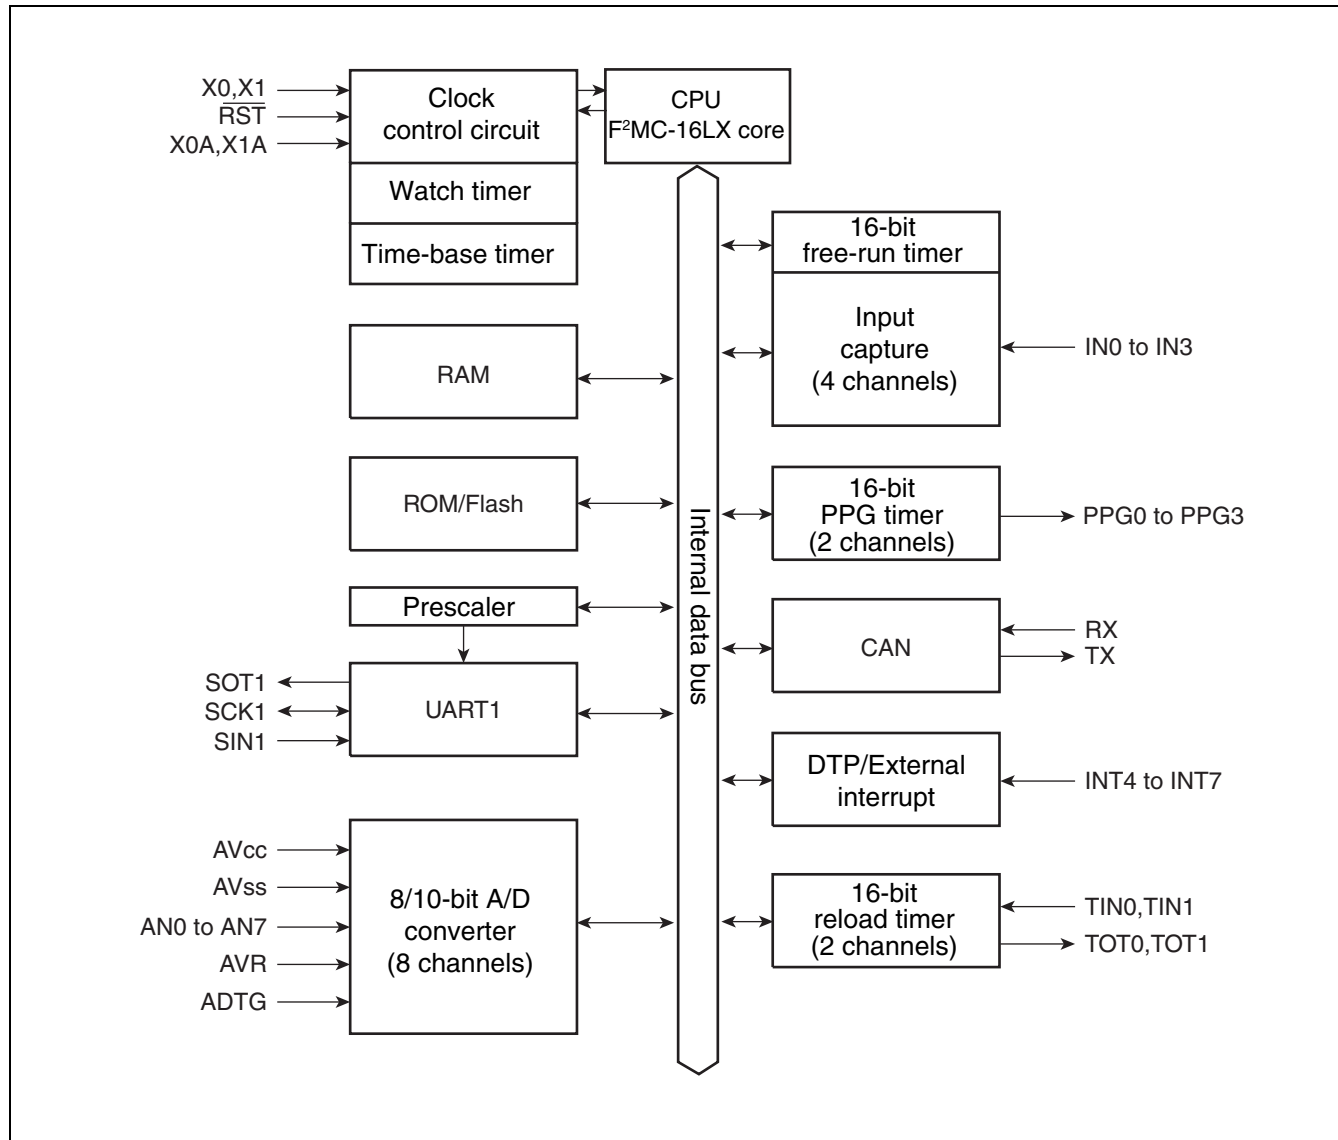 X0,X1
RST
X0A,X1A
Clock
control circuit
Watch timer
Time-base timer
CPU
F²MC-16LX core
RAM
ROM/Flash
Prescaler
UART1
SOT1
SCK1
SIN1
8/10-bit A/D
converter
(8 channels)
AVcc
AVss
AN0 to AN7
AVR
ADTG
Internal data bus
16-bit
free-run timer
Input
capture
(4 channels)
IN0 to IN3
16-bit
PPG timer
(2 channels)
PPG0 to PPG3
CAN
RX
TX
DTP/External
interrupt
INT4 to INT7
16-bit
reload timer
(2 channels)
TIN0,TIN1
TOT0,TOT1